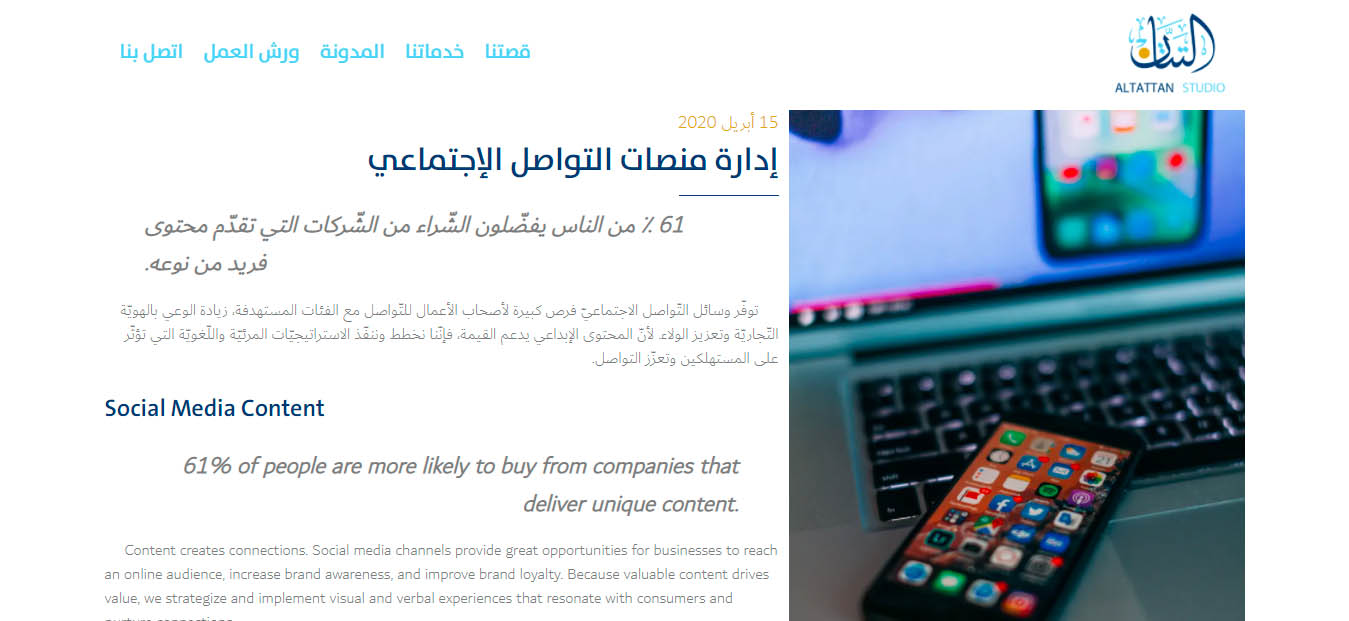 التتان
ALTATTAN STUDIO
قصتنا
خدماتنا
المدونة
ورش العمل
اتصل بنا
15 أبريل 2020
إدارة منصات التواصل الإجتماعي
61 ٪ من الناس يفضّلون الشّراء من الشّركات التي تقدّم محتوى
فريد من نوعه.
توفّر وسائل التّواصل الاجتماعيّ فرص كبيرة لأصحاب الأعمال للتّواصل مع الفئات المستهدفة، زيادة الوعي بالهويّة
التّجاريّة وتعزيز الولاء. لأنّ المحتوى الإبداعي يدعم القيمة، فإنّنا نخطط وننفّذ الاستراتيجيّات المرئيّة واللّغويّة التي تؤثّر
على المستهلكين وتعزّز التواصل.
Social Media Content
61% of people are more likely to buy from companies that
deliver unique content.
Content creates connections. Social media channels provide great opportunities for businesses to reach
an online audience, increase brand awareness, and improve brand loyalty. Because valuable content drives
value, we strategize and implement visual and verbal experiences that resonate with consumers and
nurture connections.